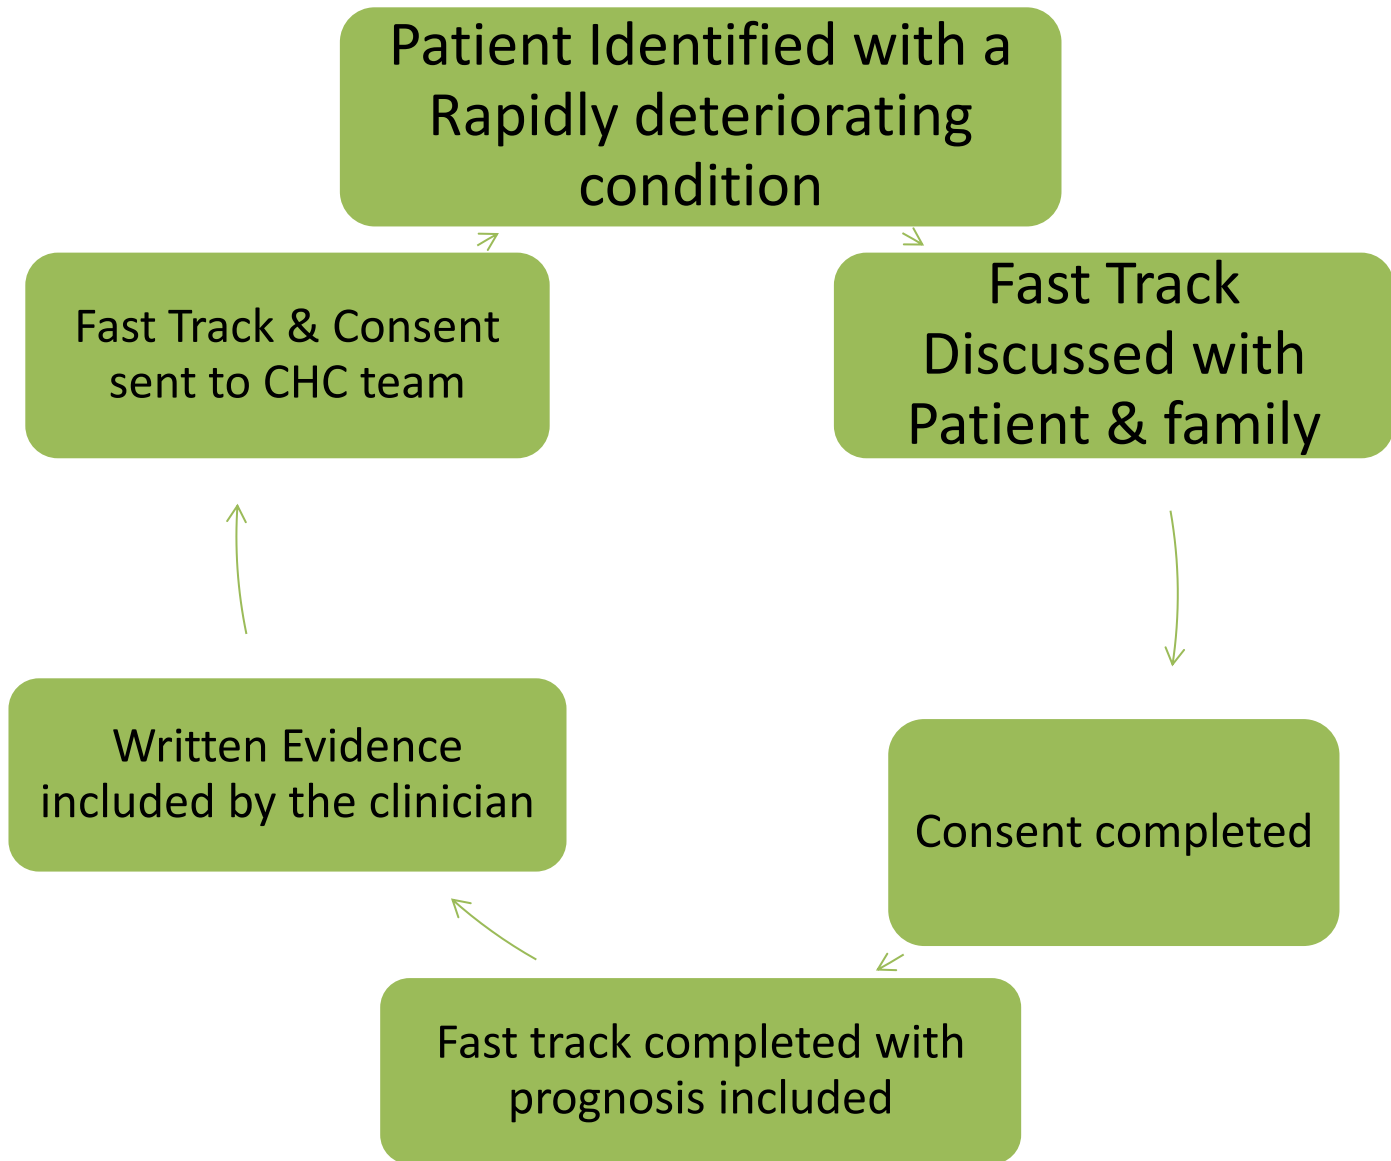 Patient Identified with a
Rapidly deteriorating
condition
Fast Track
Discussed with
Patient & family
Consent completed
Fast track completed with
prognosis included
Written Evidence
included by the clinician
Fast Track & Consent
sent to CHC team